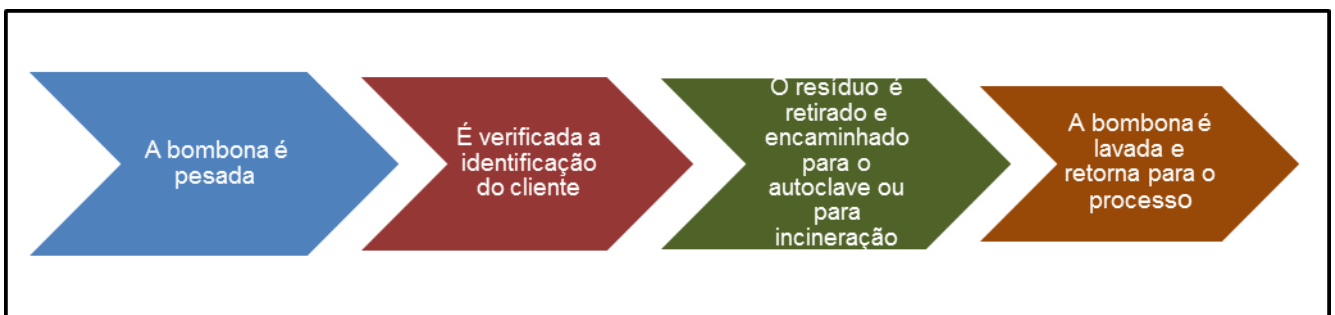 A bombona é
pesada
É verificada a
identificação
do cliente
O resíduo é
retirado e
encaminhado
para o
autoclave ou
para
incineração
A bombona é
lavada e
retorna para o
processo